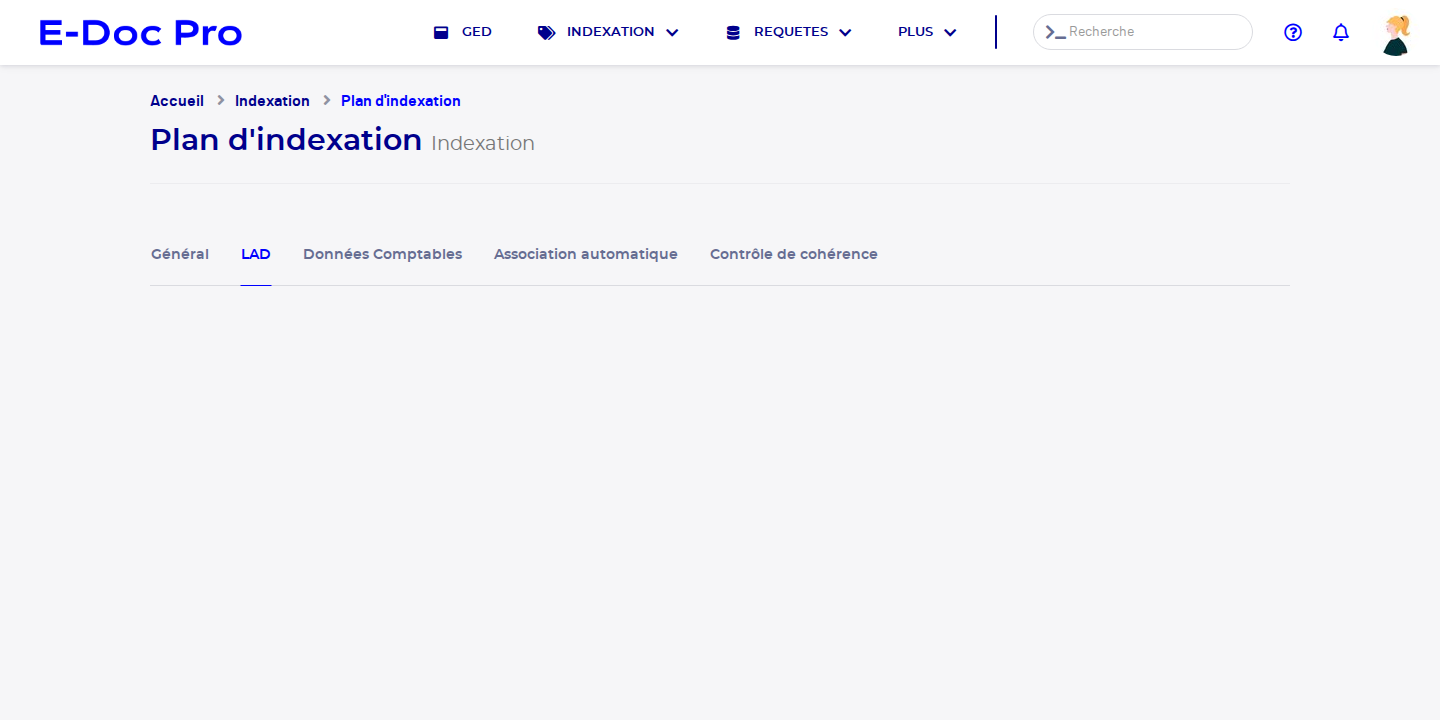 E-Doc Pro GED INDEXATION REQUETES PLUS Recherche
Accueil Indexation Plan d'indexation
Plan d'indexation Indexation
Général LAD Données Comptables Association automatique Contrôle de cohérence